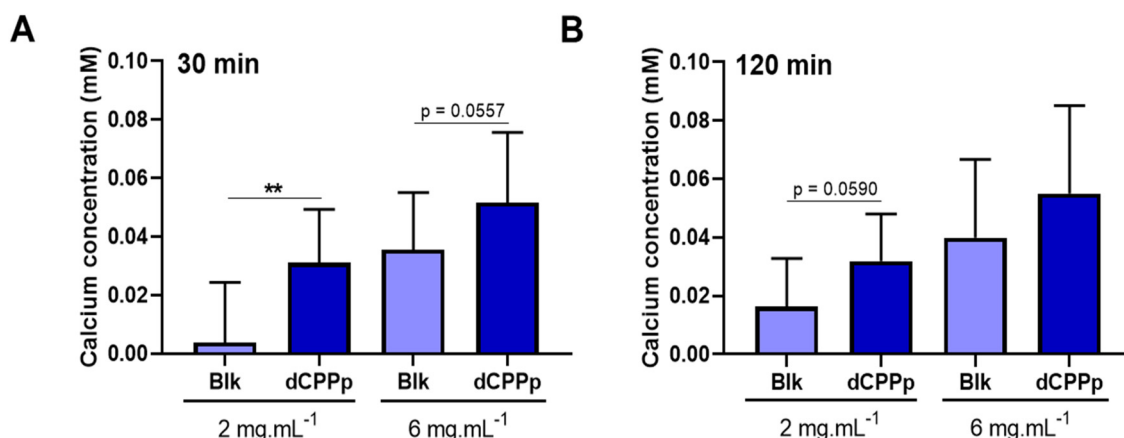 A
30 min
Calcium concentration (mM)
0.10
0.08
0.06
0.04
0.02
0.00
**
p = 0.0557
Blk dCPPp Blk dCPPp
2 mg.mL⁻¹ 6 mg.mL⁻¹
B
120 min
Calcium concentration (mM)
0.10
0.08
0.06
0.04
0.02
0.00
p = 0.0590
Blk dCPPp Blk dCPPp
2 mg.mL⁻¹ 6 mg.mL⁻¹